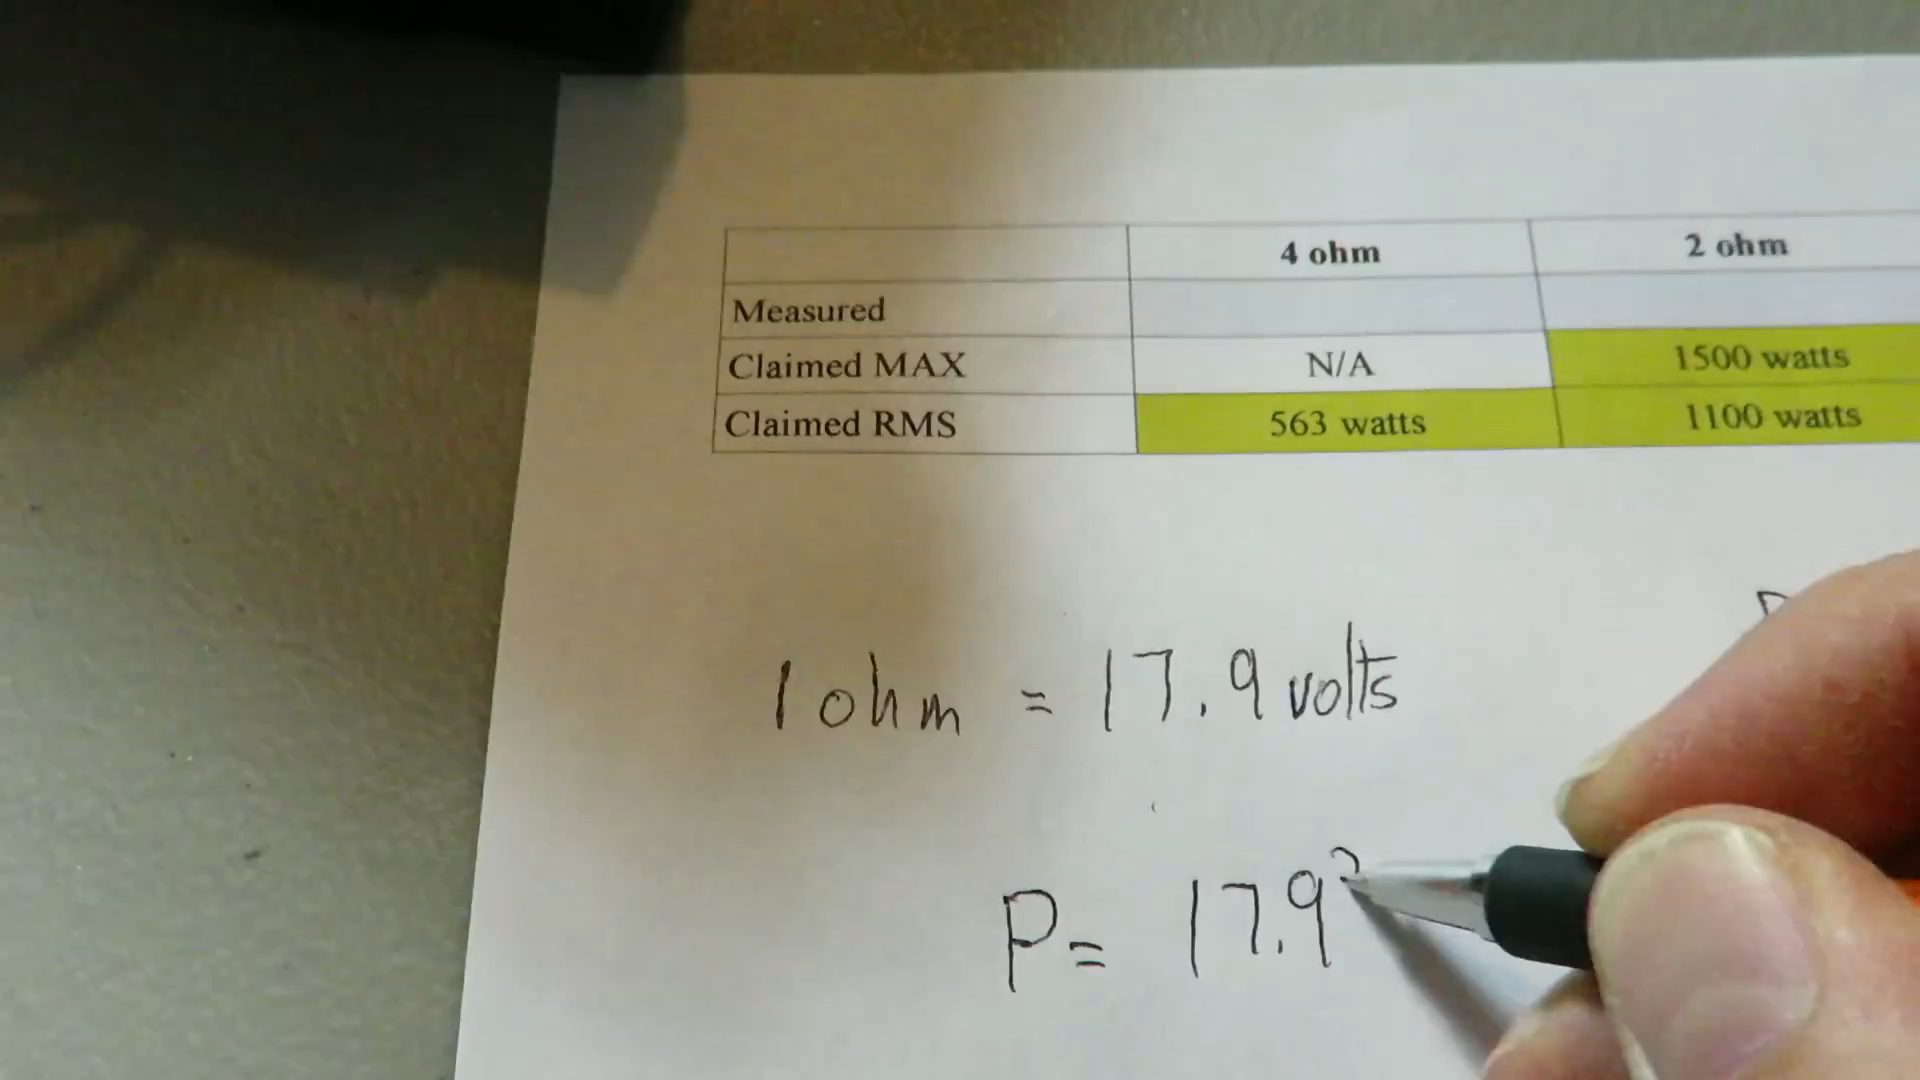 4 ohm 2 ohm
Measured
Claimed MAX N/A 1500 watts
Claimed RMS 563 watts 1100 watts
1 ohm = 17.9 volts
P = 17.9²